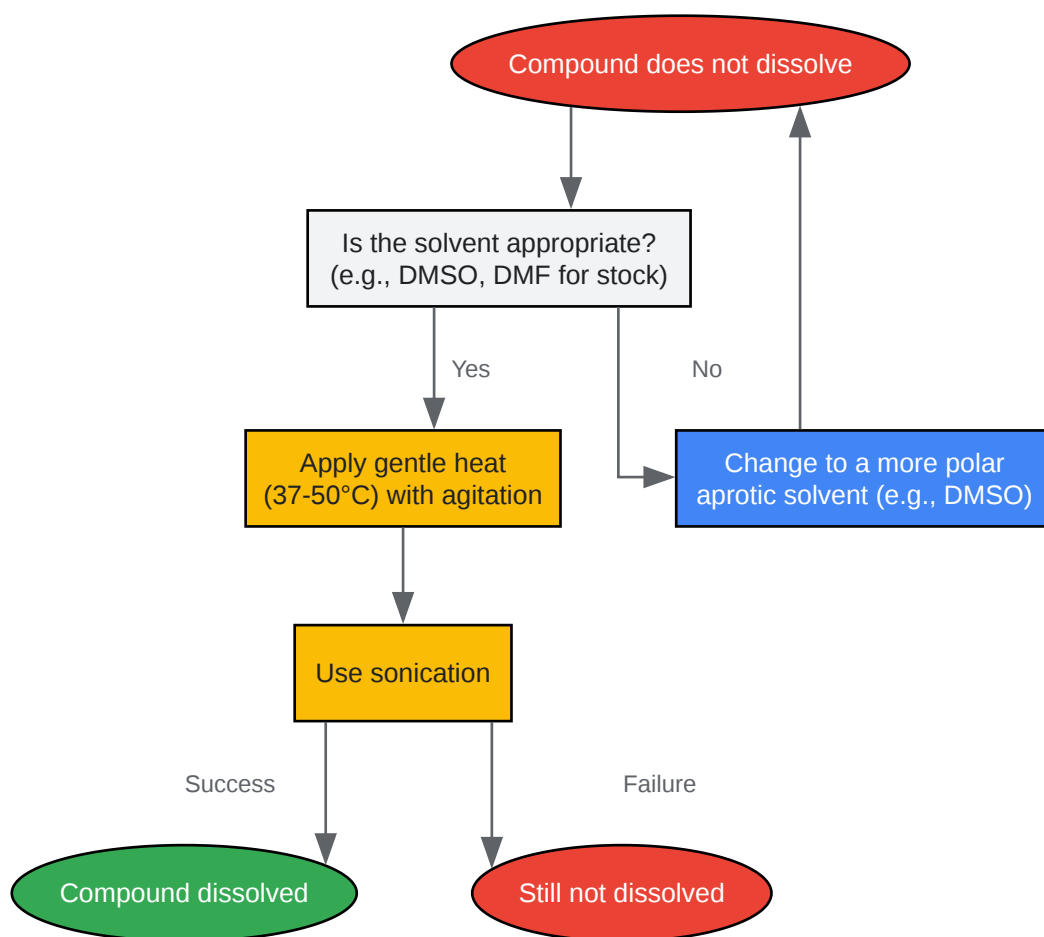 Compound does not dissolve
Is the solvent appropriate?
(e.g., DMSO, DMF for stock)
Yes
No
Apply gentle heat
(37-50°C) with agitation
Change to a more polar
aprotic solvent (e.g., DMSO)
Use sonication
Success
Failure
Compound dissolved
Still not dissolved